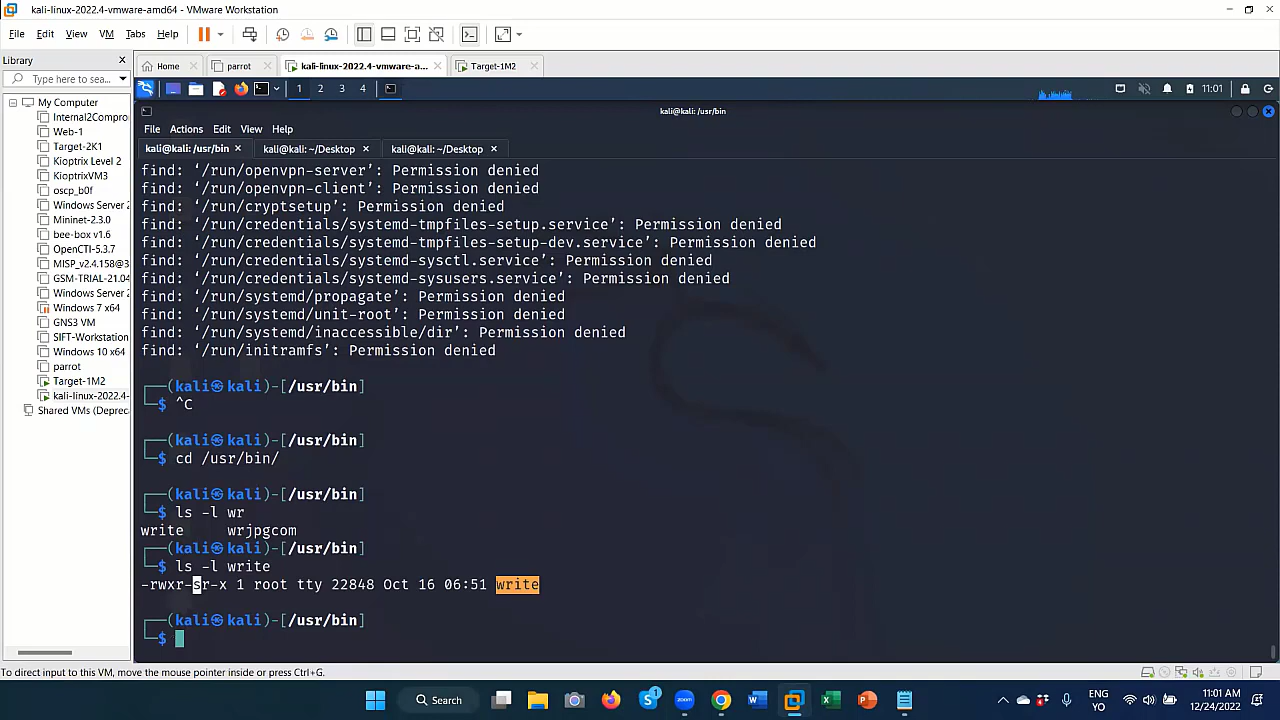 kali-linux-2022.4-vmware-amd64 - VMware Workstation
File Edit View VM Tabs Help
Library
Type here to sea...
My Computer
Internal2Compro
Web-1
Target-2K1
Kioptrix Level 2
KioptrixVM3
oscp_b0f
Windows Server 2
Mininet-2.3.0
bee-box v1.6
OpenCTI-5.3.7
MISP_v2.4.158@3
GSM-TRIAL-21.04
Windows Server 2
Windows 7 x64
GNS3 VM
SIFT-Workstation
Windows 10 x64
parrot
Target-1M2
kali-linux-2022.4-
Shared VMs (Deprec
Home parrot kali-linux-2022.4-vmware-a... Target-1M2
1 2 3 4 11:01
kali@kali: /usr/bin
File Actions Edit View Help
kali@kali: /usr/bin kali@kali: ~/Desktop kali@kali: ~/Desktop
find: ‘/run/openvpn-server’: Permission denied
find: ‘/run/openvpn-client’: Permission denied
find: ‘/run/cryptsetup’: Permission denied
find: ‘/run/credentials/systemd-tmpfiles-setup.service’: Permission denied
find: ‘/run/credentials/systemd-tmpfiles-setup-dev.service’: Permission denied
find: ‘/run/credentials/systemd-sysctl.service’: Permission denied
find: ‘/run/credentials/systemd-sysusers.service’: Permission denied
find: ‘/run/systemd/propagate’: Permission denied
find: ‘/run/systemd/unit-root’: Permission denied
find: ‘/run/systemd/inaccessible/dir’: Permission denied
find: ‘/run/initramfs’: Permission denied
┌──(kali㉿kali)-[/usr/bin]
└─$ ^C
┌──(kali㉿kali)-[/usr/bin]
└─$ cd /usr/bin/
┌──(kali㉿kali)-[/usr/bin]
└─$ ls -l wr
write wrjpgcom
┌──(kali㉿kali)-[/usr/bin]
└─$ ls -l write
-rwxr-sr-x 1 root tty 22848 Oct 16 06:51 write
┌──(kali㉿kali)-[/usr/bin]
└─$
To direct input to this VM, move the mouse pointer inside or press Ctrl+G.
Search
1
zoom
ENG
YO
11:01 AM
12/24/2022